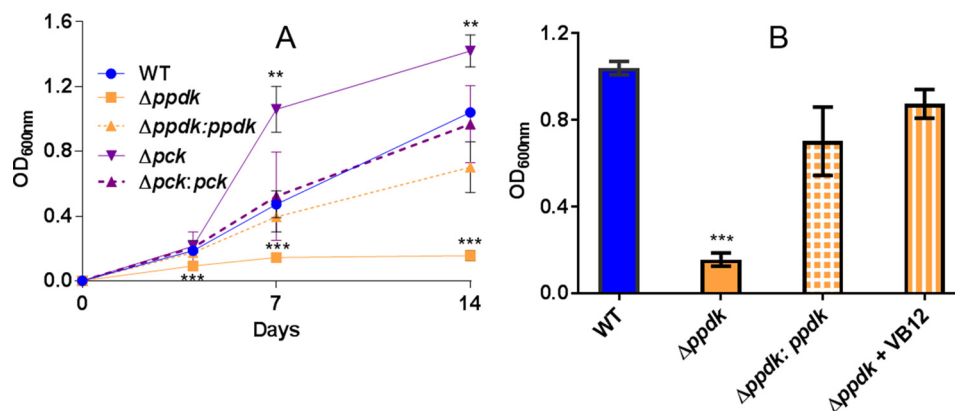 A
OD600nm
1.6
1.2
0.8
0.4
0.0
WT
Δppdk
Δppdk:ppdk
Δpck
Δpck:pck
**
**
***
***
***
0
7
14
Days
B
OD600nm
1.2
0.8
0.4
0.0
***
WT
Δppdk
Δppdk: ppdk
Δppdk + VB12